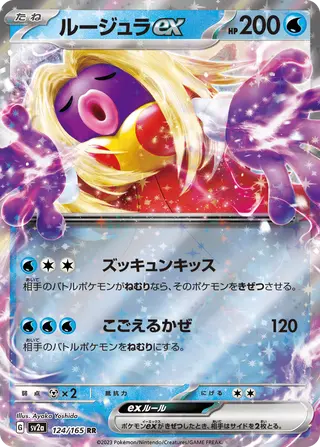 たね ルージュラex HP200
ズッキュンキッス
相手のバトルポケモンがねむりなら、そのポケモンをきぜつさせる。
こごえるかぜ 120
相手のバトルポケモンをねむりにする。
Illus. Ayaka Yoshida
弱点 ×2 抵抗力 にげる
G sv2a 124/165 RR
exルール
ポケモンexがきぜつしたとき、相手はサイドを2枚とる。
©2023 Pokémon/Nintendo/Creatures/GAME FREAK.